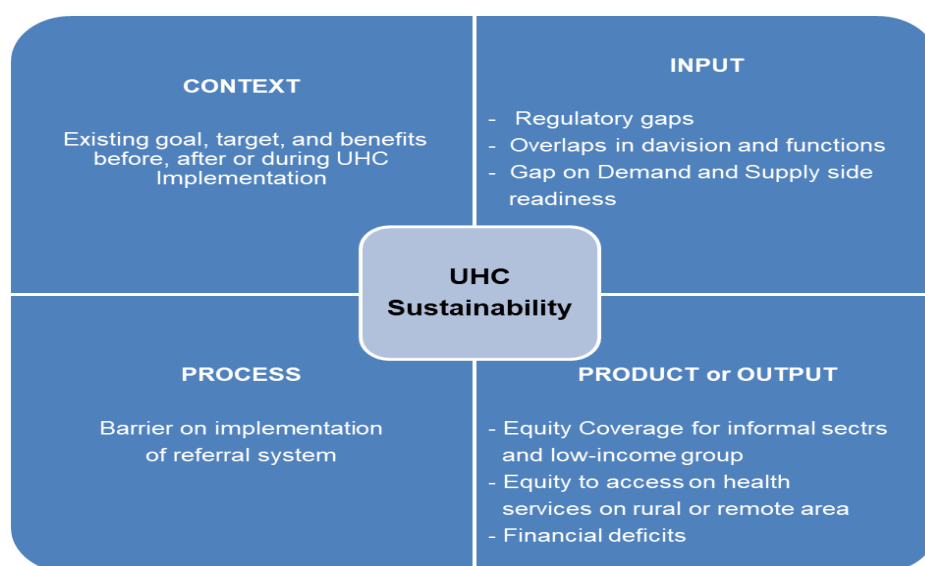 CONTEXT
Existing goal, target, and benefits
before, after or during UHC
Implementation
INPUT
- Regulatory gaps
- Overlaps in davision and functions
- Gap on Demand and Supply side
readiness
UHC
Sustainability
PROCESS
Barrier on implementation
of referral system
PRODUCT or OUTPUT
- Equity Coverage for informal sectrs
and low-income group
- Equity to access on health
services on rural or remote area
- Financial deficits